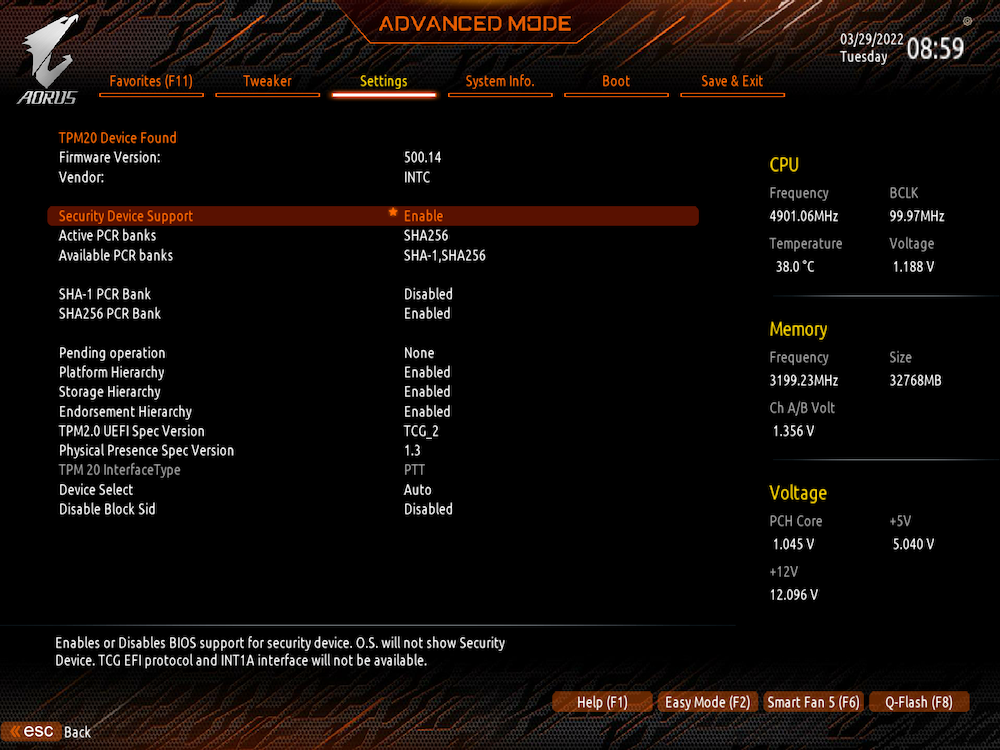 ADVANCED MODE
AORUS
03/29/2022 Tuesday 08:59
Favorites (F11) Tweaker Settings System Info. Boot Save & Exit
TPM20 Device Found
Firmware Version: 500.14
Vendor: INTC
Security Device Support * Enable
Active PCR banks SHA256
Available PCR banks SHA-1,SHA256
SHA-1 PCR Bank Disabled
SHA256 PCR Bank Enabled
Pending operation None
Platform Hierarchy Enabled
Storage Hierarchy Enabled
Endorsement Hierarchy Enabled
TPM2.0 UEFI Spec Version TCG_2
Physical Presence Spec Version 1.3
TPM 20 InterfaceType PTT
Device Select Auto
Disable Block Sid Disabled
CPU
Frequency BCLK
4901.06MHz 99.97MHz
Temperature Voltage
38.0 °C 1.188 V
Memory
Frequency Size
3199.23MHz 32768MB
Ch A/B Volt
1.356 V
Voltage
PCH Core +5V
1.045 V 5.040 V
+12V
12.096 V
Enables or Disables BIOS support for security device. O.S. will not show Security
Device. TCG EFI protocol and INT1A interface will not be available.
Help (F1) Easy Mode (F2) Smart Fan 5 (F6) Q-Flash (F8)
« esc Back